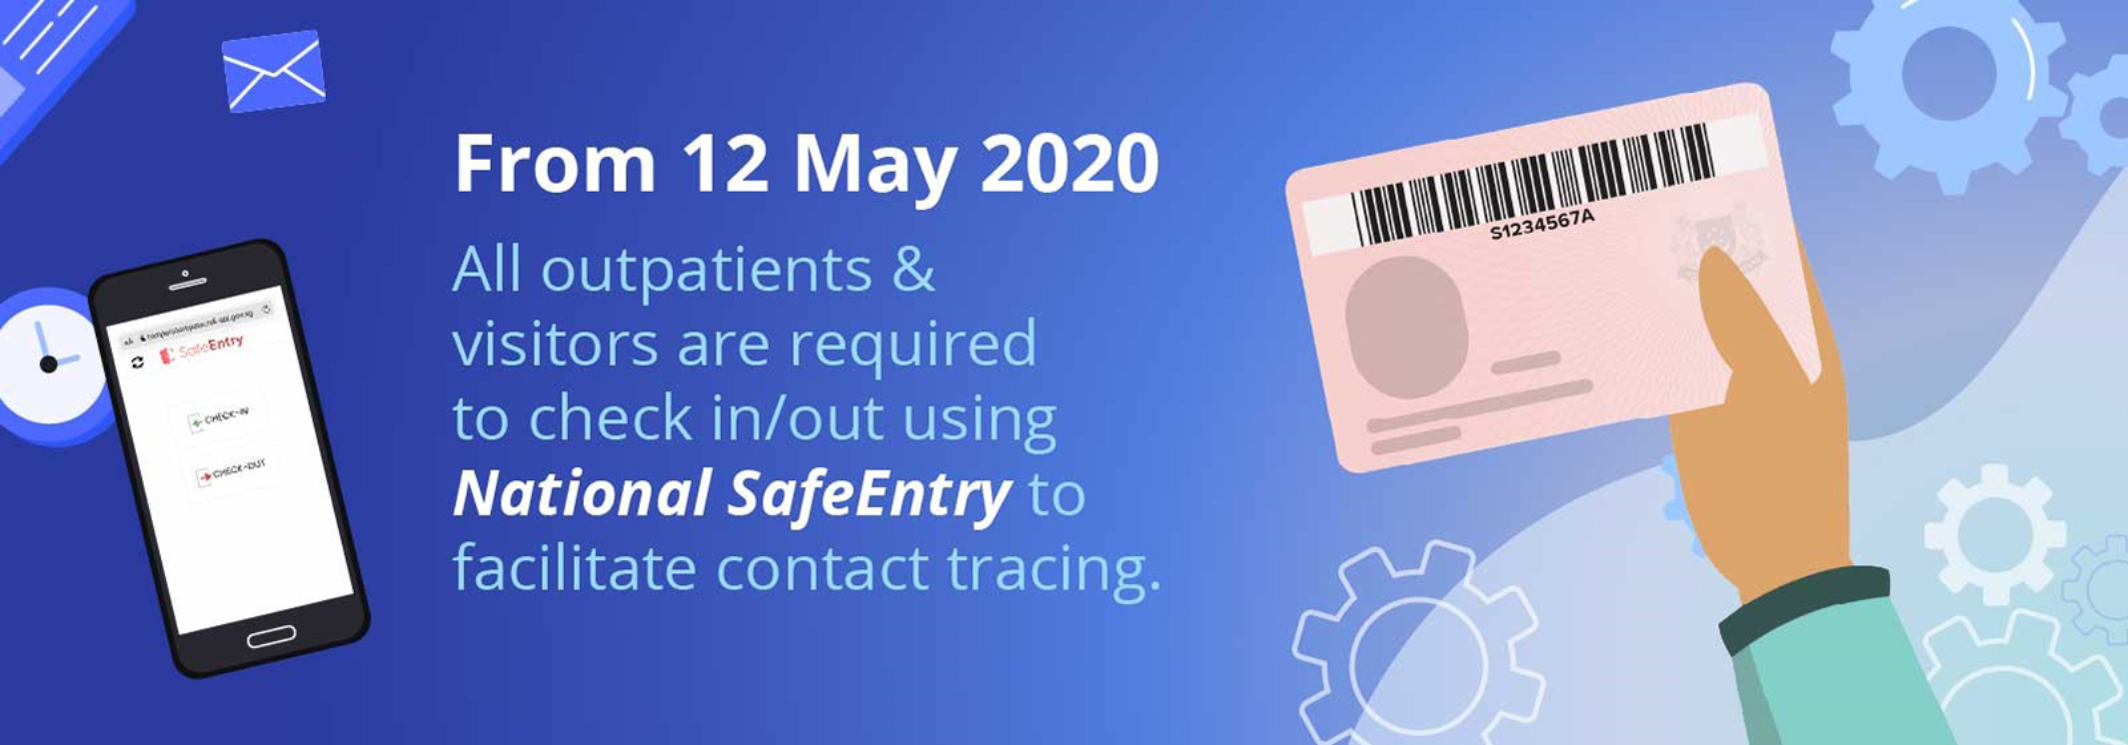 From 12 May 2020
All outpatients &
visitors are required
to check in/out using
National SafeEntry to
facilitate contact tracing.
SafeEntry
CHECK-IN
CHECK-OUT
S1234567A